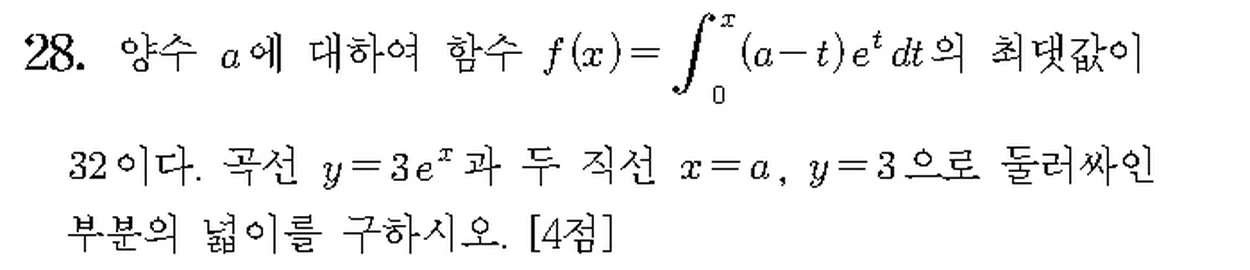 28. 양수 a에 대하여 함수 f(x)=∫₀ˣ(a-t)eᵗdt의 최댓값이
32이다. 곡선 y=3eˣ과 두 직선 x=a, y=3으로 둘러싸인
부분의 넓이를 구하시오. [4점]